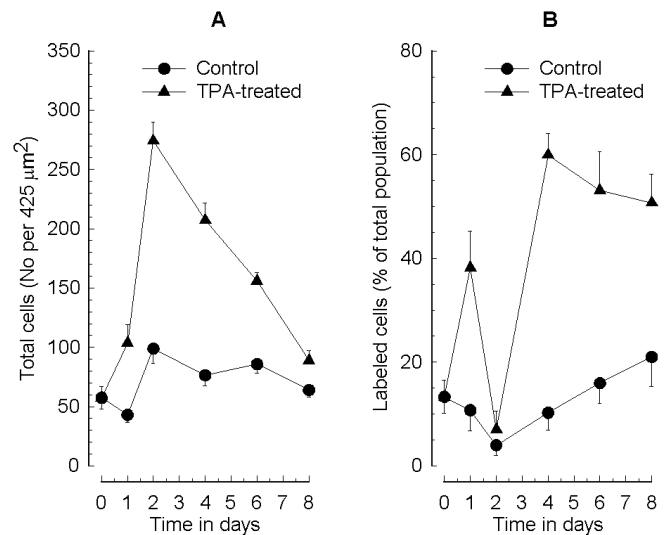 A
350
300
250
200
150
100
50
0
Total cells (No per 425 µm²)
Control
TPA-treated
0 1 2 3 4 5 6 7 8
Time in days
B
80
60
40
20
0
Labeled cells (% of total population)
Control
TPA-treated
0 1 2 3 4 5 6 7 8
Time in days